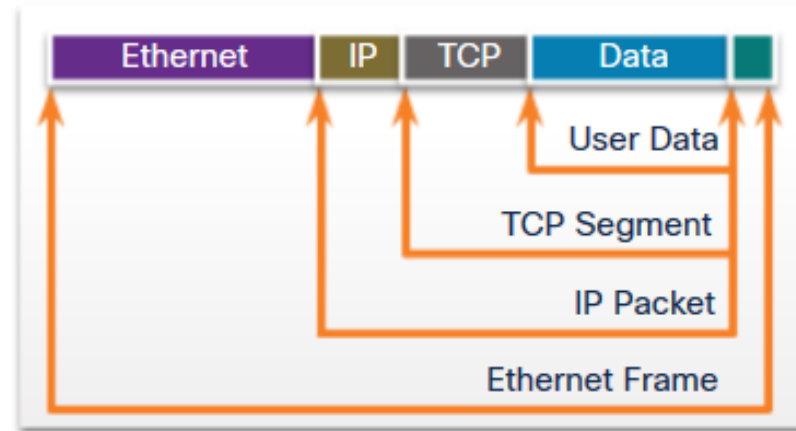 Ethernet IP TCP Data
User Data
TCP Segment
IP Packet
Ethernet Frame